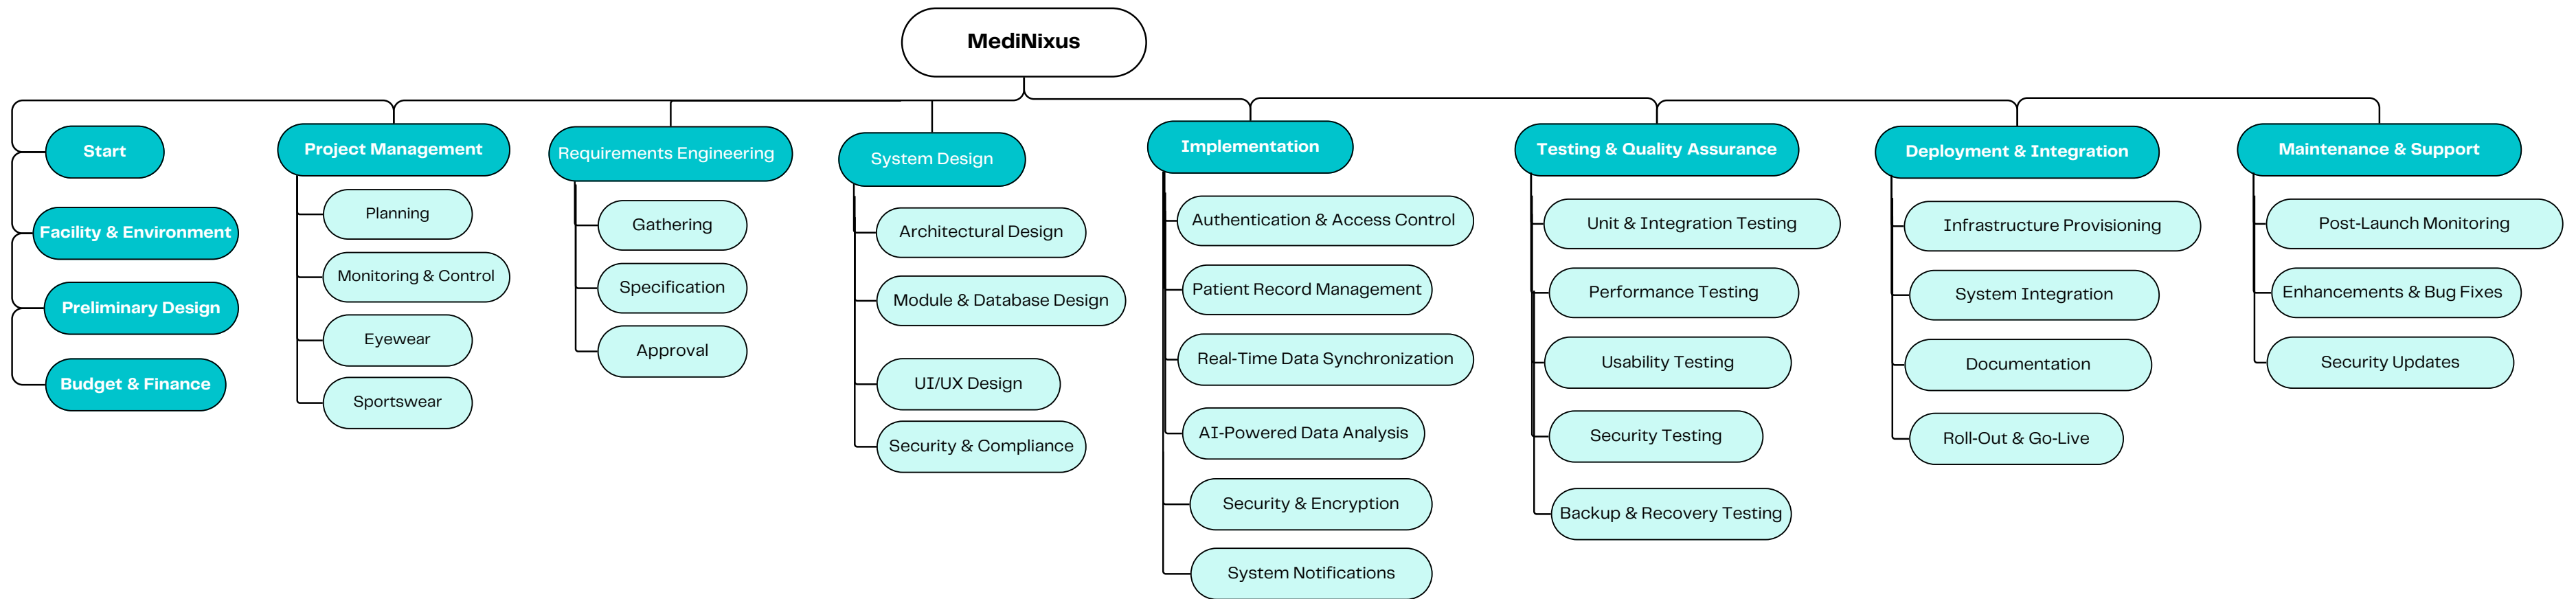 MediNixus
Start
Facility & Environment
Preliminary Design
Budget & Finance
Project Management
Planning
Monitoring & Control
Eyewear
Sportswear
Requirements Engineering
Gathering
Specification
Approval
System Design
Architectural Design
Module & Database Design
UI/UX Design
Security & Compliance
Implementation
Authentication & Access Control
Patient Record Management
Real-Time Data Synchronization
AI-Powered Data Analysis
Security & Encryption
System Notifications
Testing & Quality Assurance
Unit & Integration Testing
Performance Testing
Usability Testing
Security Testing
Backup & Recovery Testing
Deployment & Integration
Infrastructure Provisioning
System Integration
Documentation
Roll-Out & Go-Live
Maintenance & Support
Post-Launch Monitoring
Enhancements & Bug Fixes
Security Updates